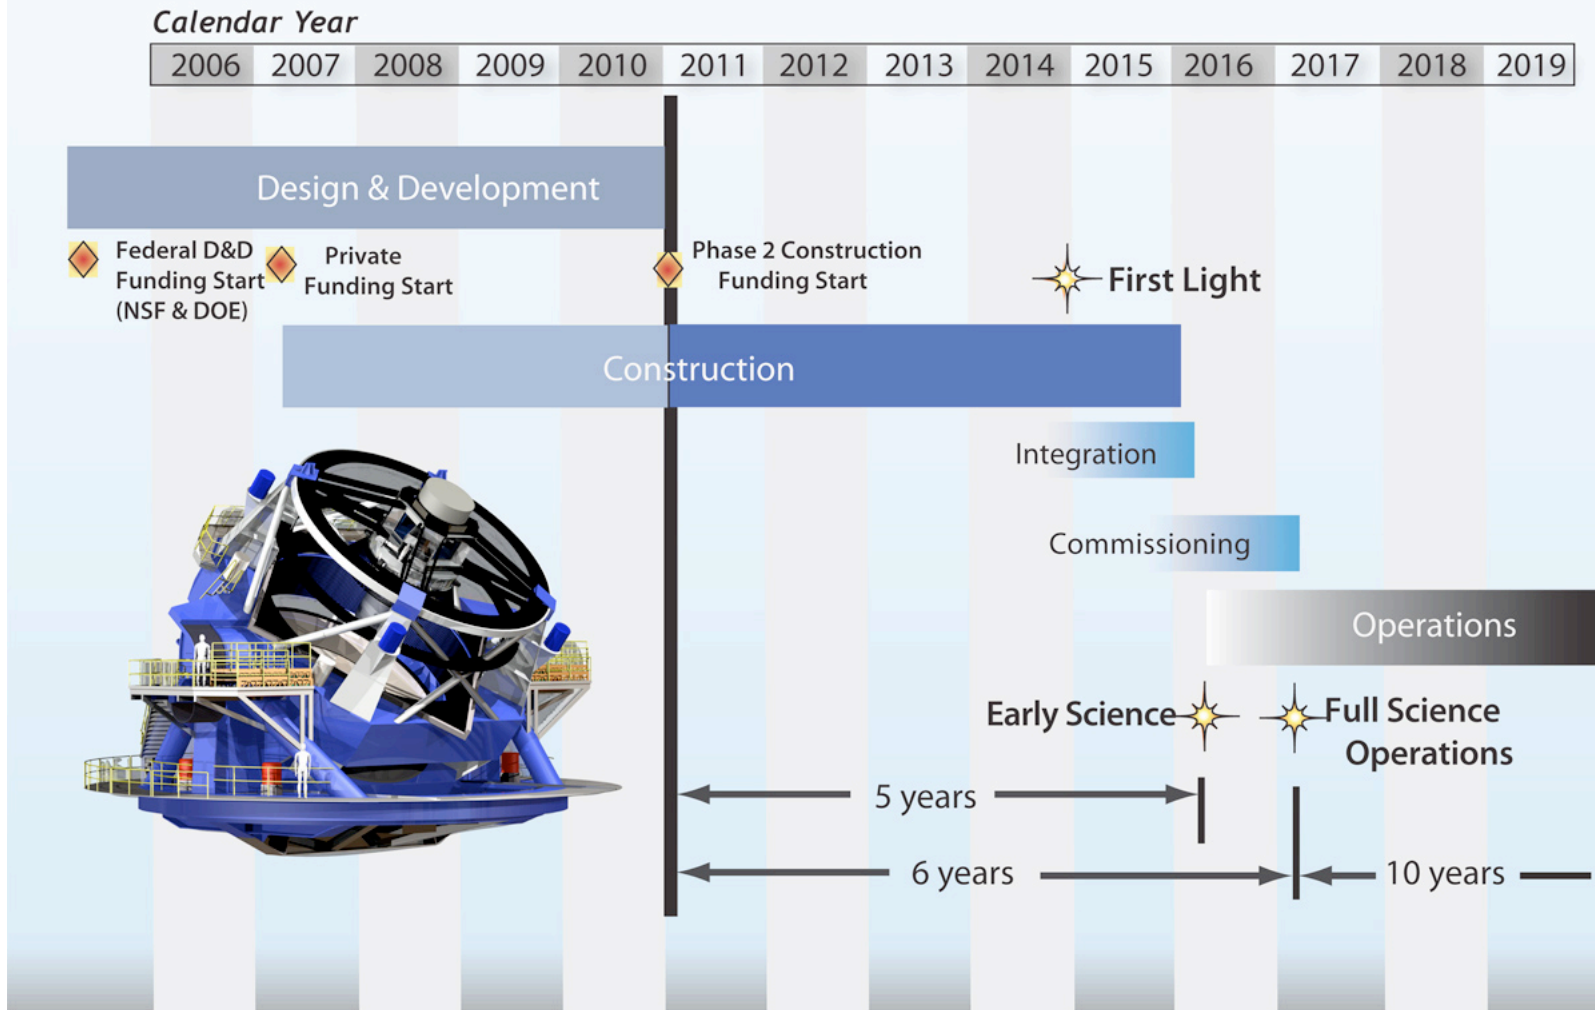 Calendar Year
2006 2007 2008 2009 2010 2011 2012 2013 2014 2015 2016 2017 2018 2019
Design & Development
Federal D&D
Funding Start
(NSF & DOE)
Private
Funding Start
Phase 2 Construction
Funding Start
First Light
Construction
Integration
Commissioning
Operations
Early Science
Full Science
Operations
5 years
6 years
10 years